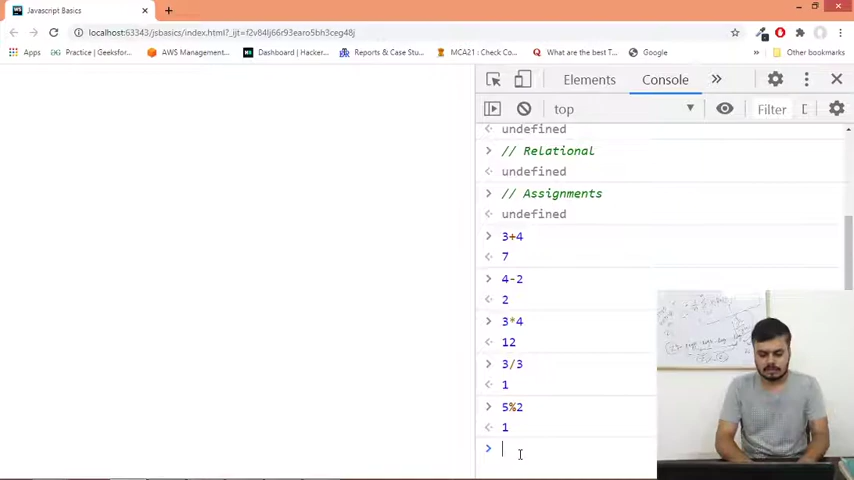 Javascript Basics
localhost:63343/jsbasics/index.html?_ijt=f2v84lj66r93earo5bh3ceg48j
Apps Practice | Geeksfor... AWS Management... Dashboard | Hacker... Reports & Case Stu... MCA21 : Check Co... What are the best T... Google Other bookmarks
Elements Console
top Filter
undefined
// Relational
undefined
// Assignments
undefined
3+4
7
4-2
2
3*4
12
3/3
1
5%2
1